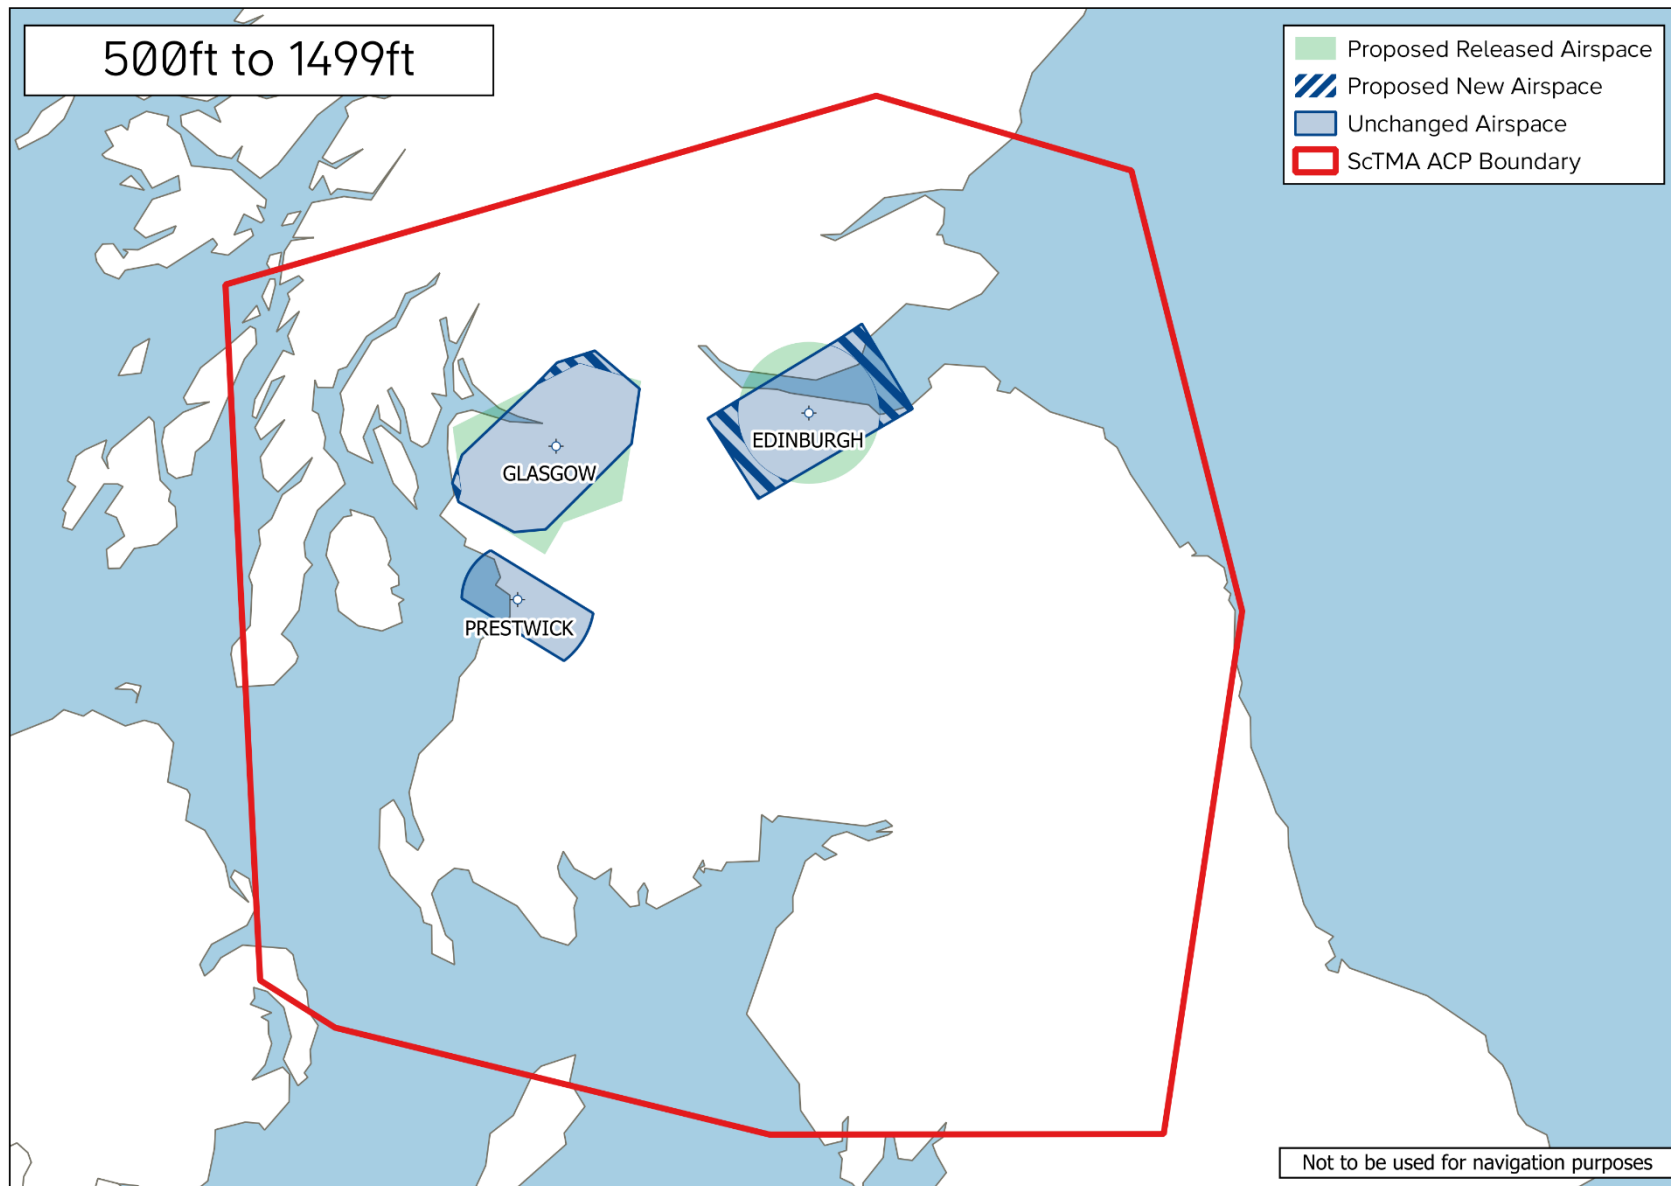 500ft to 1499ft
Proposed Released Airspace
Proposed New Airspace
Unchanged Airspace
ScTMA ACP Boundary
EDINBURGH
GLASGOW
PRESTWICK
Not to be used for navigation purposes